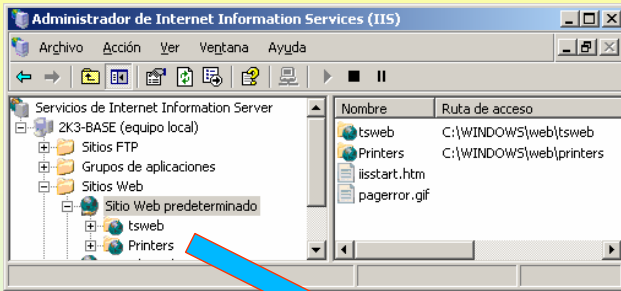 Administrador de Internet Information Services (IIS)
Archivo Acción Ver Ventana Ayuda
Servicios de Internet Information Server
2K3-BASE (equipo local)
Sitios FTP
Grupos de aplicaciones
Sitios Web
Sitio Web predeterminado
tsweb
Printers
Nombre Ruta de acceso
tsweb C:\WINDOWS\web\tsweb
Printers C:\WINDOWS\web\printers
iisstart.htm
pagerror.gif